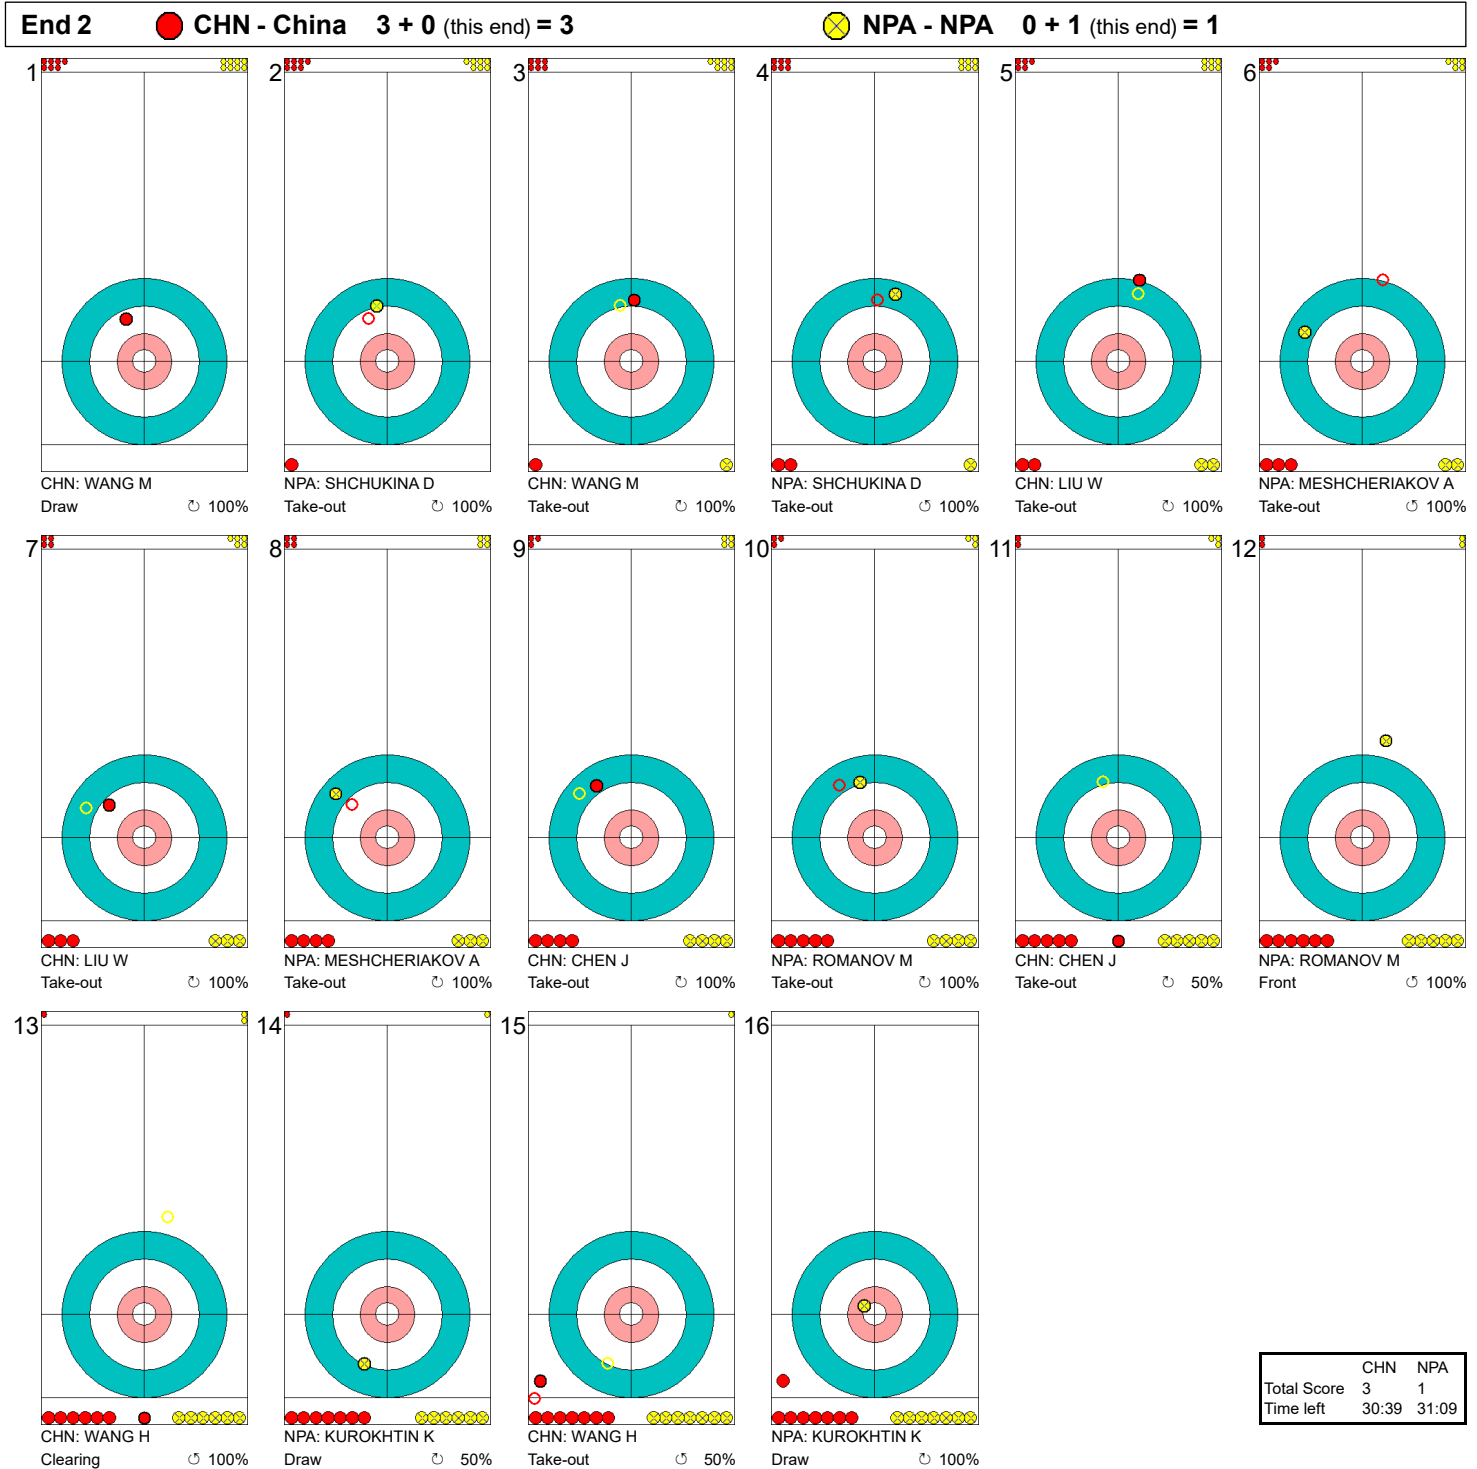 End 2 CHN - China 3 + 0 (this end) = 3 NPA - NPA 0 + 1 (this end) = 1
1 2 3 4 5 6
CHN: WANG M NPA: SHCHUKINA D CHN: WANG M NPA: SHCHUKINA D CHN: LIU W NPA: MESHCHERIAKOV A
Draw ↻ 100% Take-out ↻ 100% Take-out ↻ 100% Take-out ↻ 100% Take-out ↻ 100% Take-out ↺ 100%
7 8 9 10 11 12
CHN: LIU W NPA: MESHCHERIAKOV A CHN: CHEN J NPA: ROMANOV M CHN: CHEN J NPA: ROMANOV M
Take-out ↻ 100% Take-out ↻ 100% Take-out ↻ 100% Take-out ↻ 100% Take-out ↻ 50% Front ↺ 100%
13 14 15 16
CHN: WANG H NPA: KUROKHTIN K CHN: WANG H NPA: KUROKHTIN K
Clearing ↻ 100% Draw ↻ 50% Take-out ↺ 50% Draw ↻ 100%
CHN NPA
Total Score 3 1
Time left 30:39 31:09